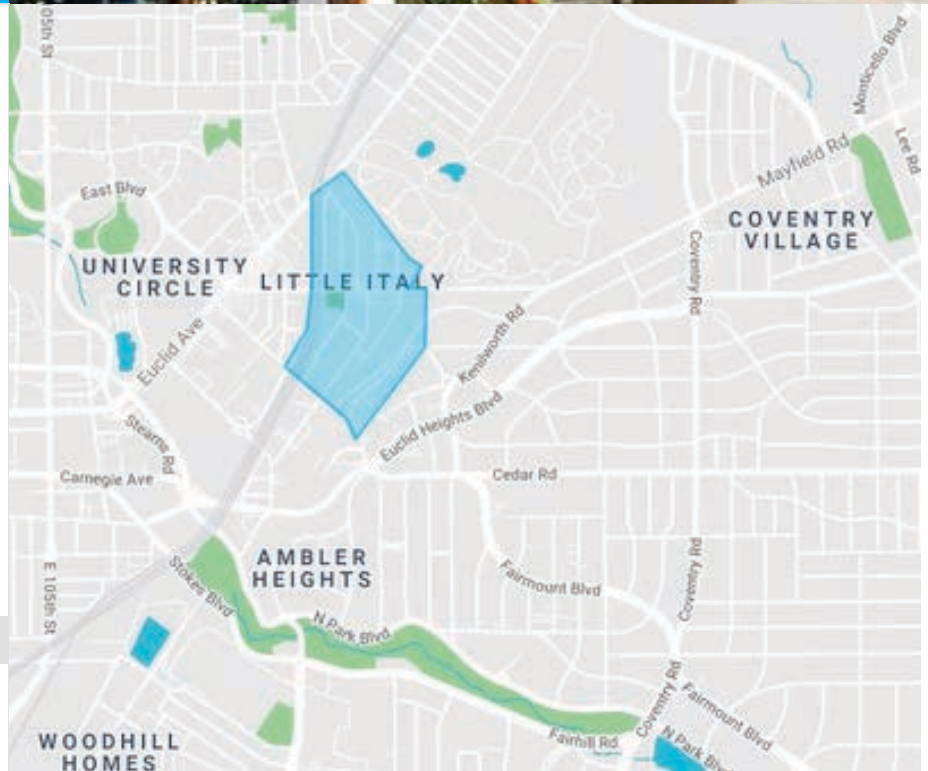 05th St
Monticello Blvd
Lee Rd
Mayfield Rd
East Blvd
COVENTRY
VILLAGE
UNIVERSITY
CIRCLE
LITTLE ITALY
Coventry Rd
Euclid Ave
Kenilworth Rd
Euclid Heights Blvd
Stearns Rd
Carnegie Ave
Cedar Rd
AMBLER
HEIGHTS
Stokes Blvd
E 105th St
Fairmount Blvd
Coventry Rd
N Park Blvd
Coventry Rd
Fairmount Blvd
Fairhill Rd
N Park Blvd
WOODHILL
HOMES